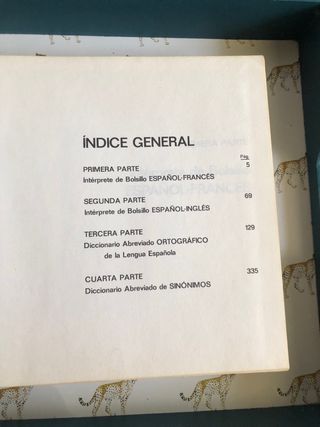 ÍNDICE GENERAL
Pág.
PRIMERA PARTE 5
Intérprete de Bolsillo ESPAÑOL-FRANCÉS
SEGUNDA PARTE 69
Intérprete de Bolsillo ESPAÑOL-INGLÉS
TERCERA PARTE 129
Diccionario Abreviado ORTOGRÁFICO
de la Lengua Española
CUARTA PARTE 335
Diccionario Abreviado de SINÓNIMOS